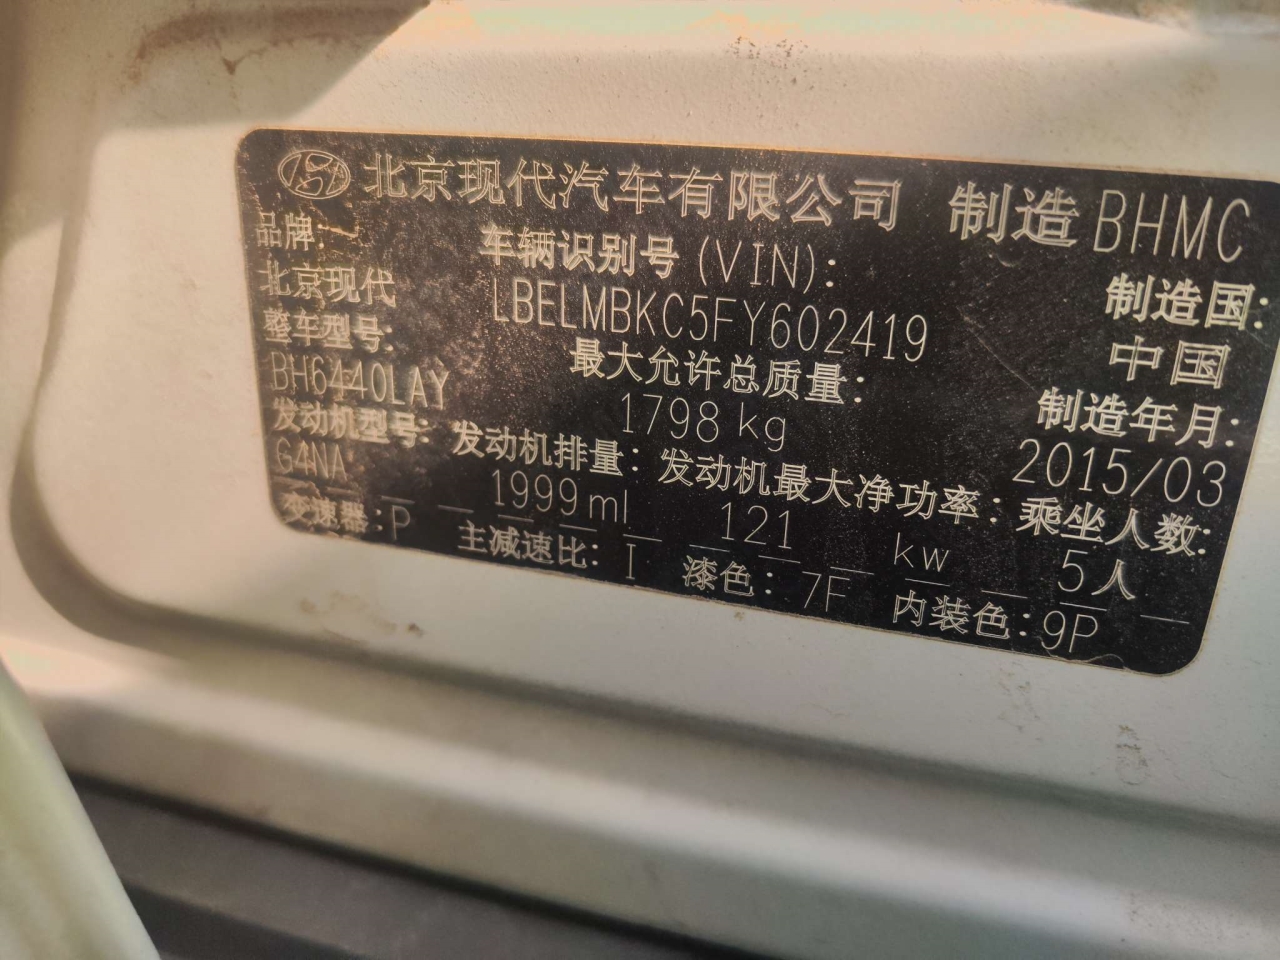 北京现代汽车有限公司 制造 BHMC
品牌: 车辆识别号 (VIN): 制造国:
北京现代 LBELMBKC5FY602419 中国
整车型号: 最大允许总质量: 制造年月:
BH6440LAY 1798 kg 2015/03
发动机型号: 发动机排量: 发动机最大净功率: 乘坐人数:
G4NA 1999 ml 121 kw 5人
变速器: P 主减速比: I 漆色: 7F 内装色: 9P